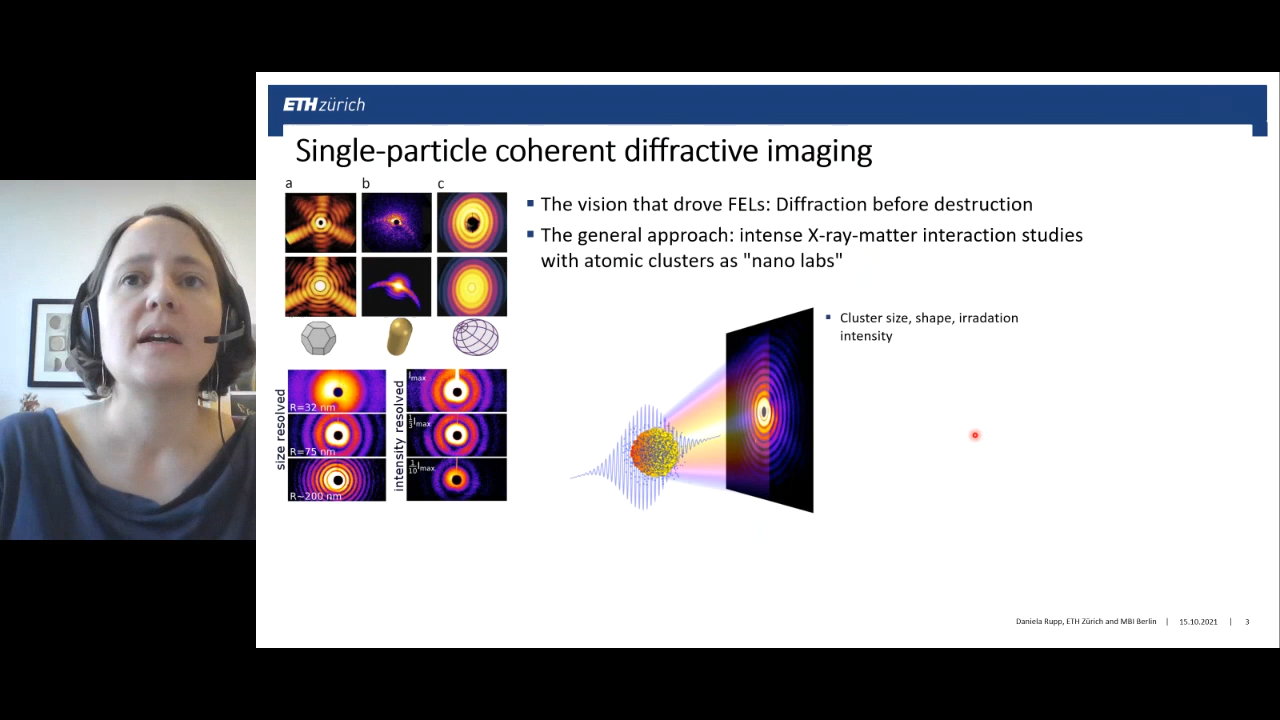 ETH zürich
Single-particle coherent diffractive imaging
a b c
▪ The vision that drove FELs: Diffraction before destruction
▪ The general approach: intense X-ray-matter interaction studies
with atomic clusters as "nano labs"
▪ Cluster size, shape, irradation
intensity
size resolved
R=32 nm
R=75 nm
R~200 nm
intensity resolved
Imax
1/3 Imax
1/10 Imax
Daniela Rupp, ETH Zürich and MBI Berlin | 15.10.2021 | 3